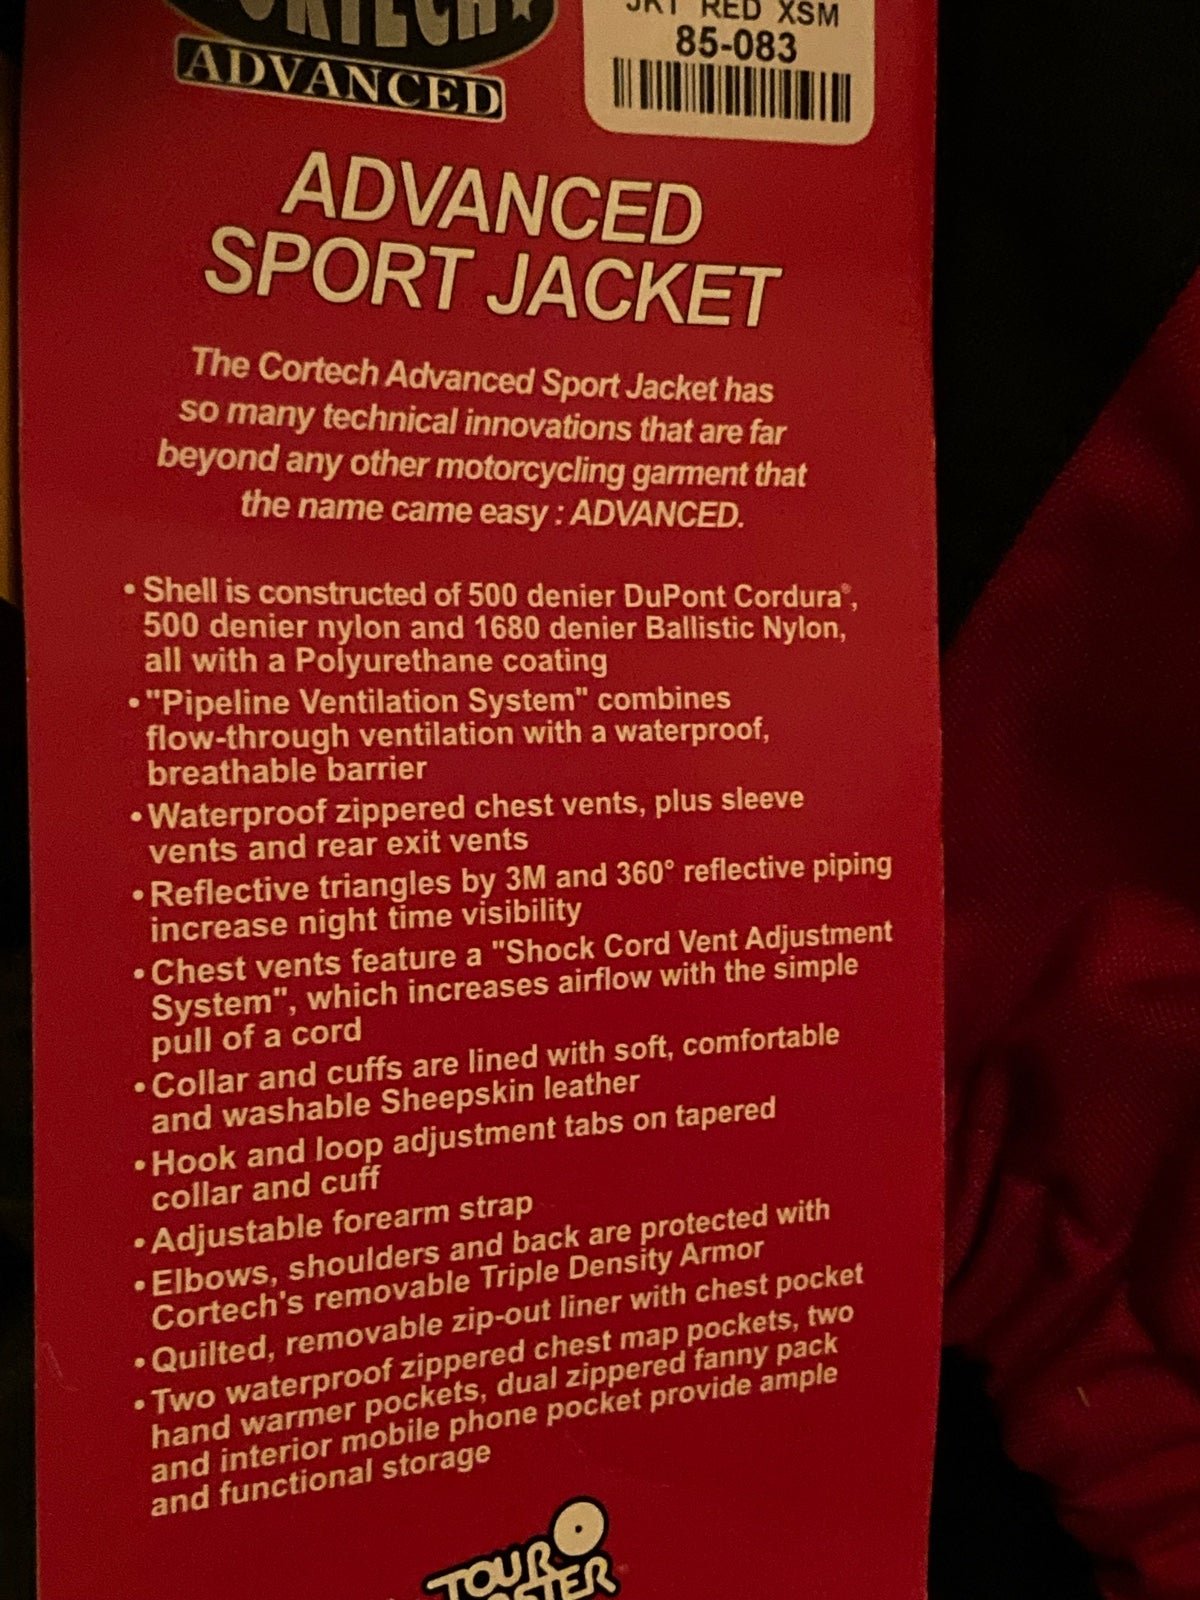 CORTECH
ADVANCED
JKT RED XSM
85-083
ADVANCED
SPORT JACKET
The Cortech Advanced Sport Jacket has
so many technical innovations that are far
beyond any other motorcycling garment that
the name came easy : ADVANCED.
• Shell is constructed of 500 denier DuPont Cordura®,
500 denier nylon and 1680 denier Ballistic Nylon,
all with a Polyurethane coating
• "Pipeline Ventilation System" combines
flow-through ventilation with a waterproof,
breathable barrier
• Waterproof zippered chest vents, plus sleeve
vents and rear exit vents
• Reflective triangles by 3M and 360° reflective piping
increase night time visibility
• Chest vents feature a "Shock Cord Vent Adjustment
System", which increases airflow with the simple
pull of a cord
• Collar and cuffs are lined with soft, comfortable
and washable Sheepskin leather
• Hook and loop adjustment tabs on tapered
collar and cuff
• Adjustable forearm strap
• Elbows, shoulders and back are protected with
Cortech's removable Triple Density Armor
• Quilted, removable zip-out liner with chest pocket
• Two waterproof zippered chest map pockets, two
hand warmer pockets, dual zippered fanny pack
and interior mobile phone pocket provide ample
and functional storage
TOUR